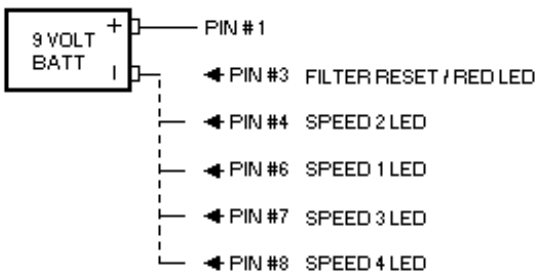 9 VOLT
BATT
+
-
PIN #1
PIN #3 FILTER RESET / RED LED
PIN #4 SPEED 2 LED
PIN #6 SPEED 1 LED
PIN #7 SPEED 3 LED
PIN #8 SPEED 4 LED